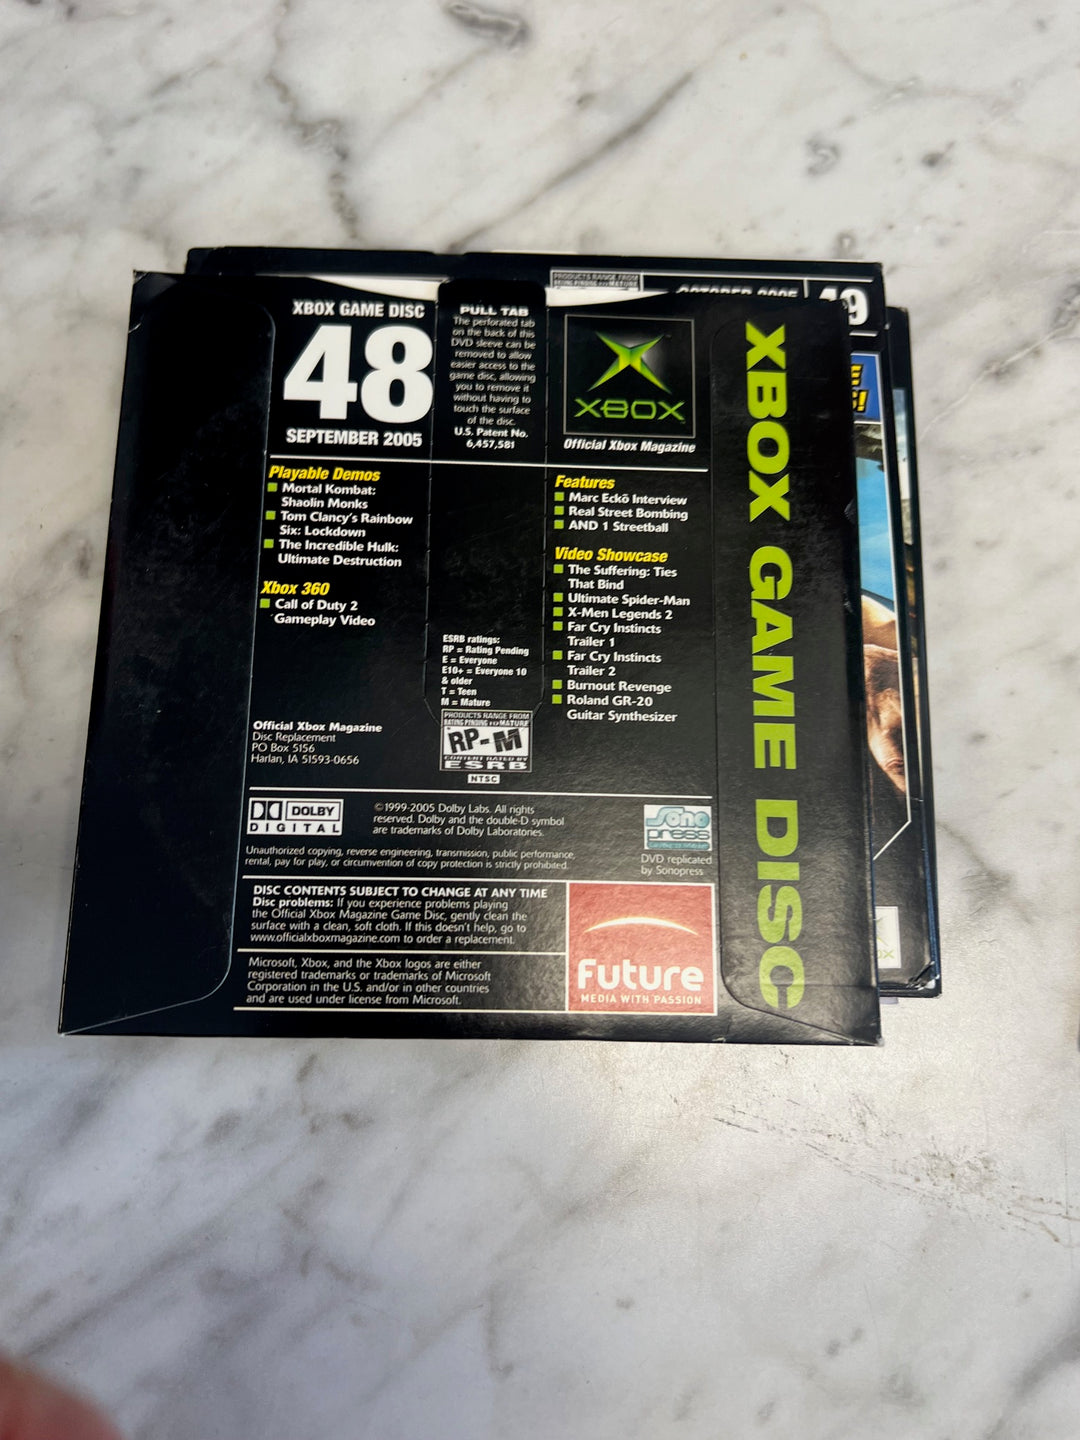 PRODUCTS RANGE FROM
RATING PENDING to MATURE
OCTOBER 2005
49
XBOX GAME DISC
48
SEPTEMBER 2005
PULL TAB
The perforated tab
on the back of this
DVD sleeve can be
removed to allow
easier access to the
game disc, allowing
you to remove it
without having to
touch the surface
of the disc.
U.S. Patent No.
6,457,581
XBOX
Official Xbox Magazine
Playable Demos
Mortal Kombat:
Shaolin Monks
Tom Clancy's Rainbow
Six: Lockdown
The Incredible Hulk:
Ultimate Destruction
Xbox 360
Call of Duty 2
Gameplay Video
Features
Marc Eckō Interview
Real Street Bombing
AND 1 Streetball
Video Showcase
The Suffering: Ties
That Bind
Ultimate Spider-Man
X-Men Legends 2
Far Cry Instincts
Trailer 1
Far Cry Instincts
Trailer 2
Burnout Revenge
Roland GR-20
Guitar Synthesizer
ESRB ratings:
RP = Rating Pending
E = Everyone
E10+ = Everyone 10
& older
T = Teen
M = Mature
PRODUCTS RANGE FROM
RATING PENDING to MATURE
RP-M
CONTENT RATED BY
ESRB
NTSC
Official Xbox Magazine
Disc Replacement
PO Box 5156
Harlan, IA 51593-0656
DOLBY
DIGITAL
©1999-2005 Dolby Labs. All rights
reserved. Dolby and the double-D symbol
are trademarks of Dolby Laboratories.
Sono
press
DVD replicated
by Sonopress
Unauthorized copying, reverse engineering, transmission, public performance,
rental, pay for play, or circumvention of copy protection is strictly prohibited.
DISC CONTENTS SUBJECT TO CHANGE AT ANY TIME
Disc problems: If you experience problems playing
the Official Xbox Magazine Game Disc, gently clean the
surface with a clean, soft cloth. If this doesn't help, go to
www.officialxboxmagazine.com to order a replacement.
Microsoft, Xbox, and the Xbox logos are either
registered trademarks or trademarks of Microsoft
Corporation in the U.S. and/or in other countries
and are used under license from Microsoft.
Future
MEDIA WITH PASSION
XBOX GAME DISC